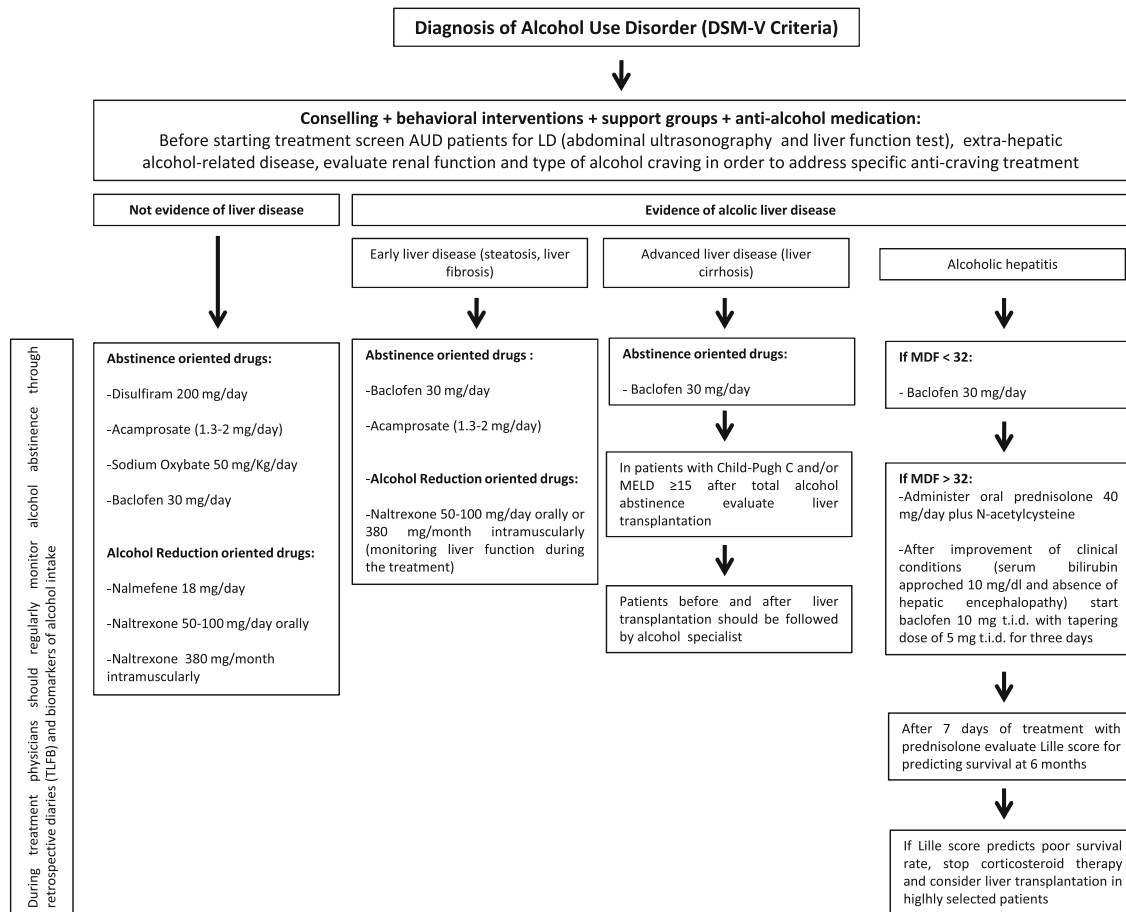 Diagnosis of Alcohol Use Disorder (DSM-V Criteria)
Conselling + behavioral interventions + support groups + anti-alcohol medication:
Before starting treatment screen AUD patients for LD (abdominal ultrasonography and liver function test), extra-hepatic
alcohol-related disease, evaluate renal function and type of alcohol craving in order to address specific anti-craving treatment
Not evidence of liver disease
Evidence of alcolic liver disease
Early liver disease (steatosis, liver
fibrosis)
Advanced liver disease (liver
cirrhosis)
Alcoholic hepatitis
During treatment physicians should regularly monitor alcohol abstinence through
retrospective diaries (TLFB) and biomarkers of alcohol intake
Abstinence oriented drugs:
-Disulfiram 200 mg/day
-Acamprosate (1.3-2 mg/day)
-Sodium Oxybate 50 mg/Kg/day
-Baclofen 30 mg/day
Alcohol Reduction oriented drugs:
-Nalmefene 18 mg/day
-Naltrexone 50-100 mg/day orally
-Naltrexone 380 mg/month
intramuscularly
Abstinence oriented drugs :
-Baclofen 30 mg/day
-Acamprosate (1.3-2 mg/day)
-Alcohol Reduction oriented drugs:
-Naltrexone 50-100 mg/day orally or
380 mg/month intramuscularly
(monitoring liver function during
the treatment)
Abstinence oriented drugs:
- Baclofen 30 mg/day
In patients with Child-Pugh C and/or
MELD ≥15 after total alcohol
abstinence evaluate liver
transplantation
Patients before and after liver
transplantation should be followed
by alcohol specialist
If MDF < 32:
- Baclofen 30 mg/day
If MDF > 32:
-Administer oral prednisolone 40
mg/day plus N-acetylcysteine
-After improvement of clinical
conditions (serum bilirubin
approched 10 mg/dl and absence of
hepatic encephalopathy) start
baclofen 10 mg t.i.d. with tapering
dose of 5 mg t.i.d. for three days
After 7 days of treatment with
prednisolone evaluate Lille score for
predicting survival at 6 months
If Lille score predicts poor survival
rate, stop corticosteroid therapy
and consider liver transplantation in
higlhly selected patients